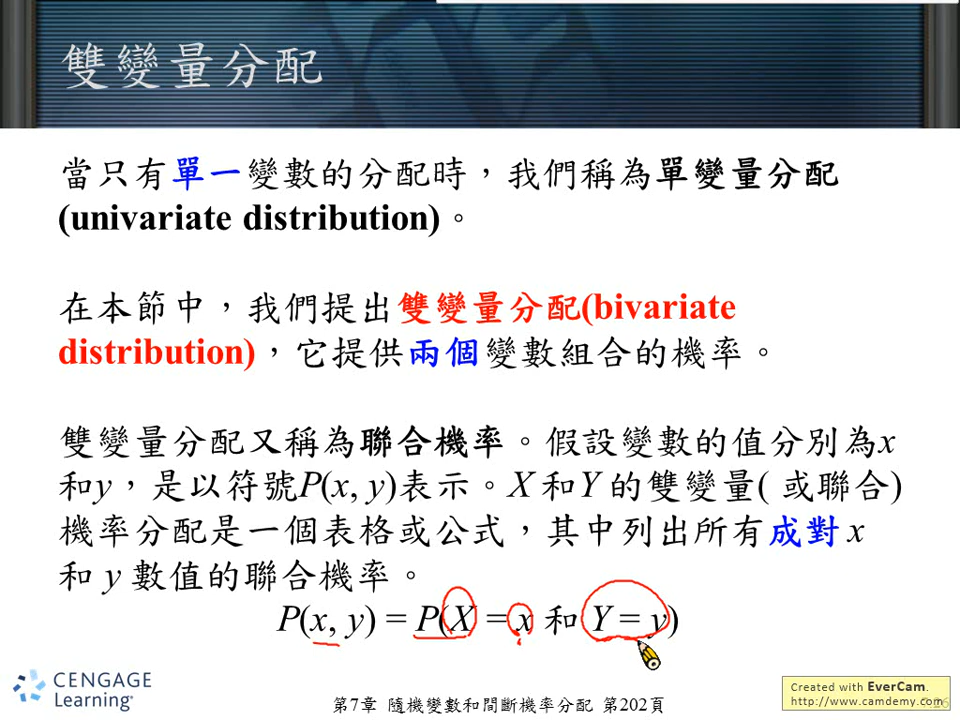 雙變量分配
當只有單一變數的分配時，我們稱為單變量分配
(univariate distribution)。
在本節中，我們提出雙變量分配(bivariate
distribution)，它提供兩個變數組合的機率。
雙變量分配又稱為聯合機率。假設變數的值分別為x
和y，是以符號P(x, y)表示。X 和Y 的雙變量( 或聯合)
機率分配是一個表格或公式，其中列出所有成對 x
和 y 數值的聯合機率。
P(x, y) = P(X = x 和 Y = y)
CENGAGE
Learning®
第7章 隨機變數和間斷機率分配 第202頁
Created with EverCam.
http://www.camdemy.com